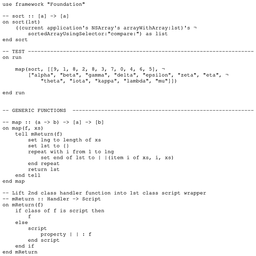 use framework "Foundation"
-- sort :: [a] -> [a]
on sort(lst)
((current application's NSArray's arrayWithArray:lst)'s ¬
sortedArrayUsingSelector:"compare:") as list
end sort
-- TEST -----------------------------------------------------------------------
on run
map(sort, [[9, 1, 8, 2, 8, 3, 7, 0, 4, 6, 5], ¬
["alpha", "beta", "gamma", "delta", "epsilon", "zeta", "eta", ¬
"theta", "iota", "kappa", "lambda", "mu"]])
end run
-- GENERIC FUNCTIONS ----------------------------------------------------------
-- map :: (a -> b) -> [a] -> [b]
on map(f, xs)
tell mReturn(f)
set lng to length of xs
set lst to {}
repeat with i from 1 to lng
set end of lst to |λ|(item i of xs, i, xs)
end repeat
return lst
end tell
end map
-- Lift 2nd class handler function into 1st class script wrapper
-- mReturn :: Handler -> Script
on mReturn(f)
if class of f is script then
f
else
script
property |λ| : f
end script
end if
end mReturn